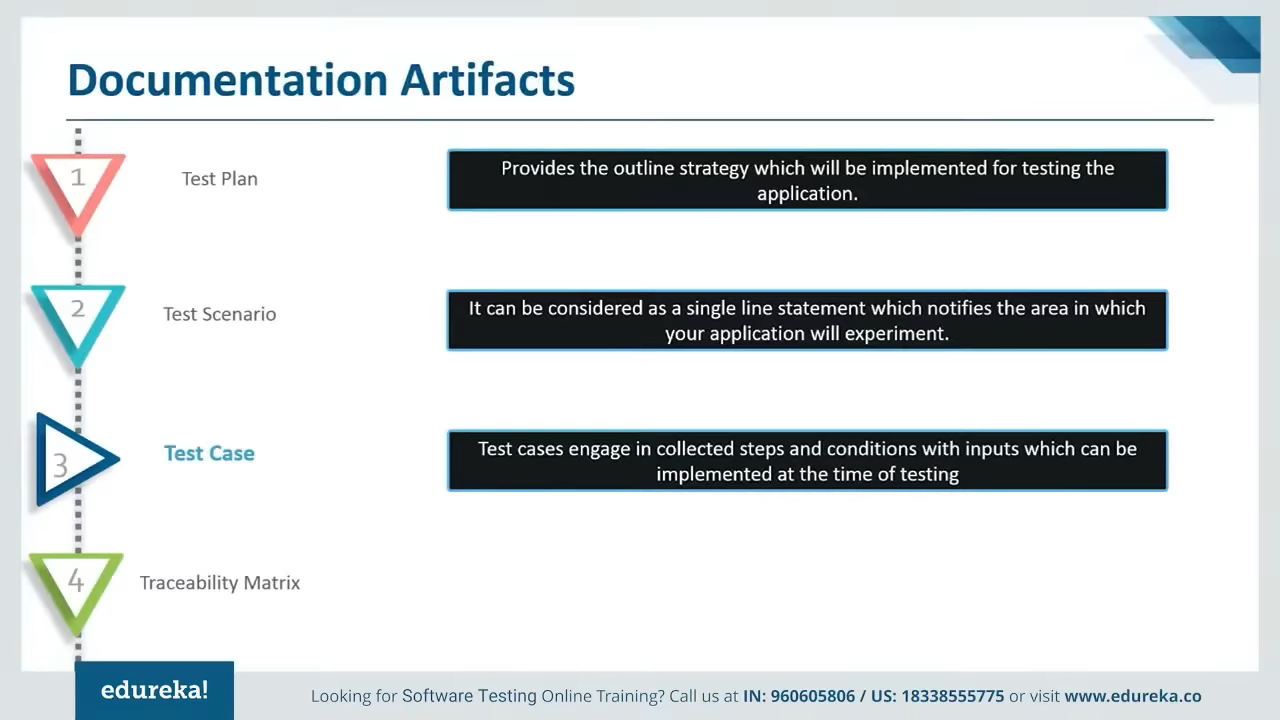 Documentation Artifacts
1
Test Plan
Provides the outline strategy which will be implemented for testing the
application.
2
Test Scenario
It can be considered as a single line statement which notifies the area in which
your application will experiment.
3
Test Case
Test cases engage in collected steps and conditions with inputs which can be
implemented at the time of testing
4
Traceability Matrix
edureka!
Looking for Software Testing Online Training? Call us at IN: 960605806 / US: 18338555775 or visit www.edureka.co